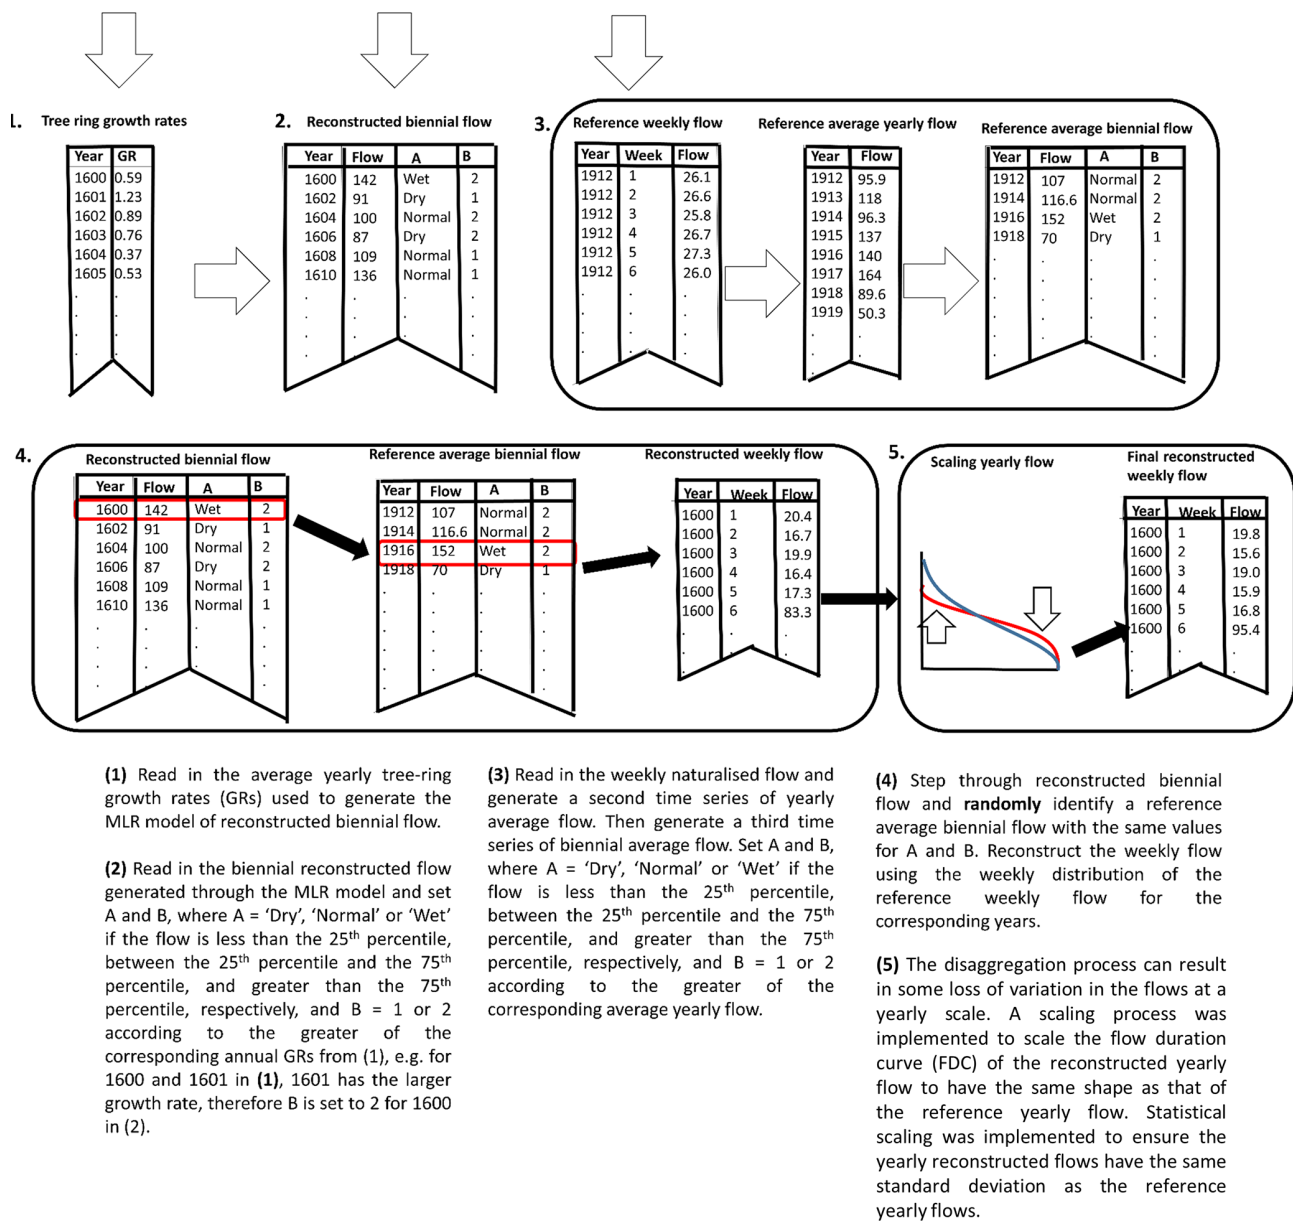 1. Tree ring growth rates
Year GR
1600 0.59
1601 1.23
1602 0.89
1603 0.76
1604 0.37
1605 0.53
2. Reconstructed biennial flow
Year Flow A B
1600 142 Wet 2
1602 91 Dry 1
1604 100 Normal 2
1606 87 Dry 2
1608 109 Normal 1
1610 136 Normal 1
3. Reference weekly flow
Year Week Flow
1912 1 26.1
1912 2 26.6
1912 3 25.8
1912 4 26.7
1912 5 27.3
1912 6 26.0
Reference average yearly flow
Year Flow
1912 95.9
1913 118
1914 96.3
1915 137
1916 140
1917 164
1918 89.6
1919 50.3
Reference average biennial flow
Year Flow A B
1912 107 Normal 2
1914 116.6 Normal 2
1916 152 Wet 2
1918 70 Dry 1
4. Reconstructed biennial flow
Year Flow A B
1600 142 Wet 2
1602 91 Dry 1
1604 100 Normal 2
1606 87 Dry 2
1608 109 Normal 1
1610 136 Normal 1
Reference average biennial flow
Year Flow A B
1912 107 Normal 2
1914 116.6 Normal 2
1916 152 Wet 2
1918 70 Dry 1
Reconstructed weekly flow
Year Week Flow
1600 1 20.4
1600 2 16.7
1600 3 19.9
1600 4 16.4
1600 5 17.3
1600 6 83.3
5. Scaling yearly flow
Final reconstructed
weekly flow
Year Week Flow
1600 1 19.8
1600 2 15.6
1600 3 19.0
1600 4 15.9
1600 5 16.8
1600 6 95.4
(1) Read in the average yearly tree-ring
growth rates (GRs) used to generate the
MLR model of reconstructed biennial flow.
(2) Read in the biennial reconstructed flow
generated through the MLR model and set
A and B, where A = ‘Dry’, ‘Normal’ or ‘Wet’
if the flow is less than the 25th percentile,
between the 25th percentile and the 75th
percentile, and greater than the 75th
percentile, respectively, and B = 1 or 2
according to the greater of the
corresponding annual GRs from (1), e.g. for
1600 and 1601 in (1), 1601 has the larger
growth rate, therefore B is set to 2 for 1600
in (2).
(3) Read in the weekly naturalised flow and
generate a second time series of yearly
average flow. Then generate a third time
series of biennial average flow. Set A and B,
where A = ‘Dry’, ‘Normal’ or ‘Wet’ if the
flow is less than the 25th percentile,
between the 25th percentile and the 75th
percentile, and greater than the 75th
percentile, respectively, and B = 1 or 2
according to the greater of the
corresponding average yearly flow.
(4) Step through reconstructed biennial
flow and randomly identify a reference
average biennial flow with the same values
for A and B. Reconstruct the weekly flow
using the weekly distribution of the
reference weekly flow for the
corresponding years.
(5) The disaggregation process can result
in some loss of variation in the flows at a
yearly scale. A scaling process was
implemented to scale the flow duration
curve (FDC) of the reconstructed yearly
flow to have the same shape as that of
the reference yearly flow. Statistical
scaling was implemented to ensure the
yearly reconstructed flows have the same
standard deviation as the reference
yearly flows.